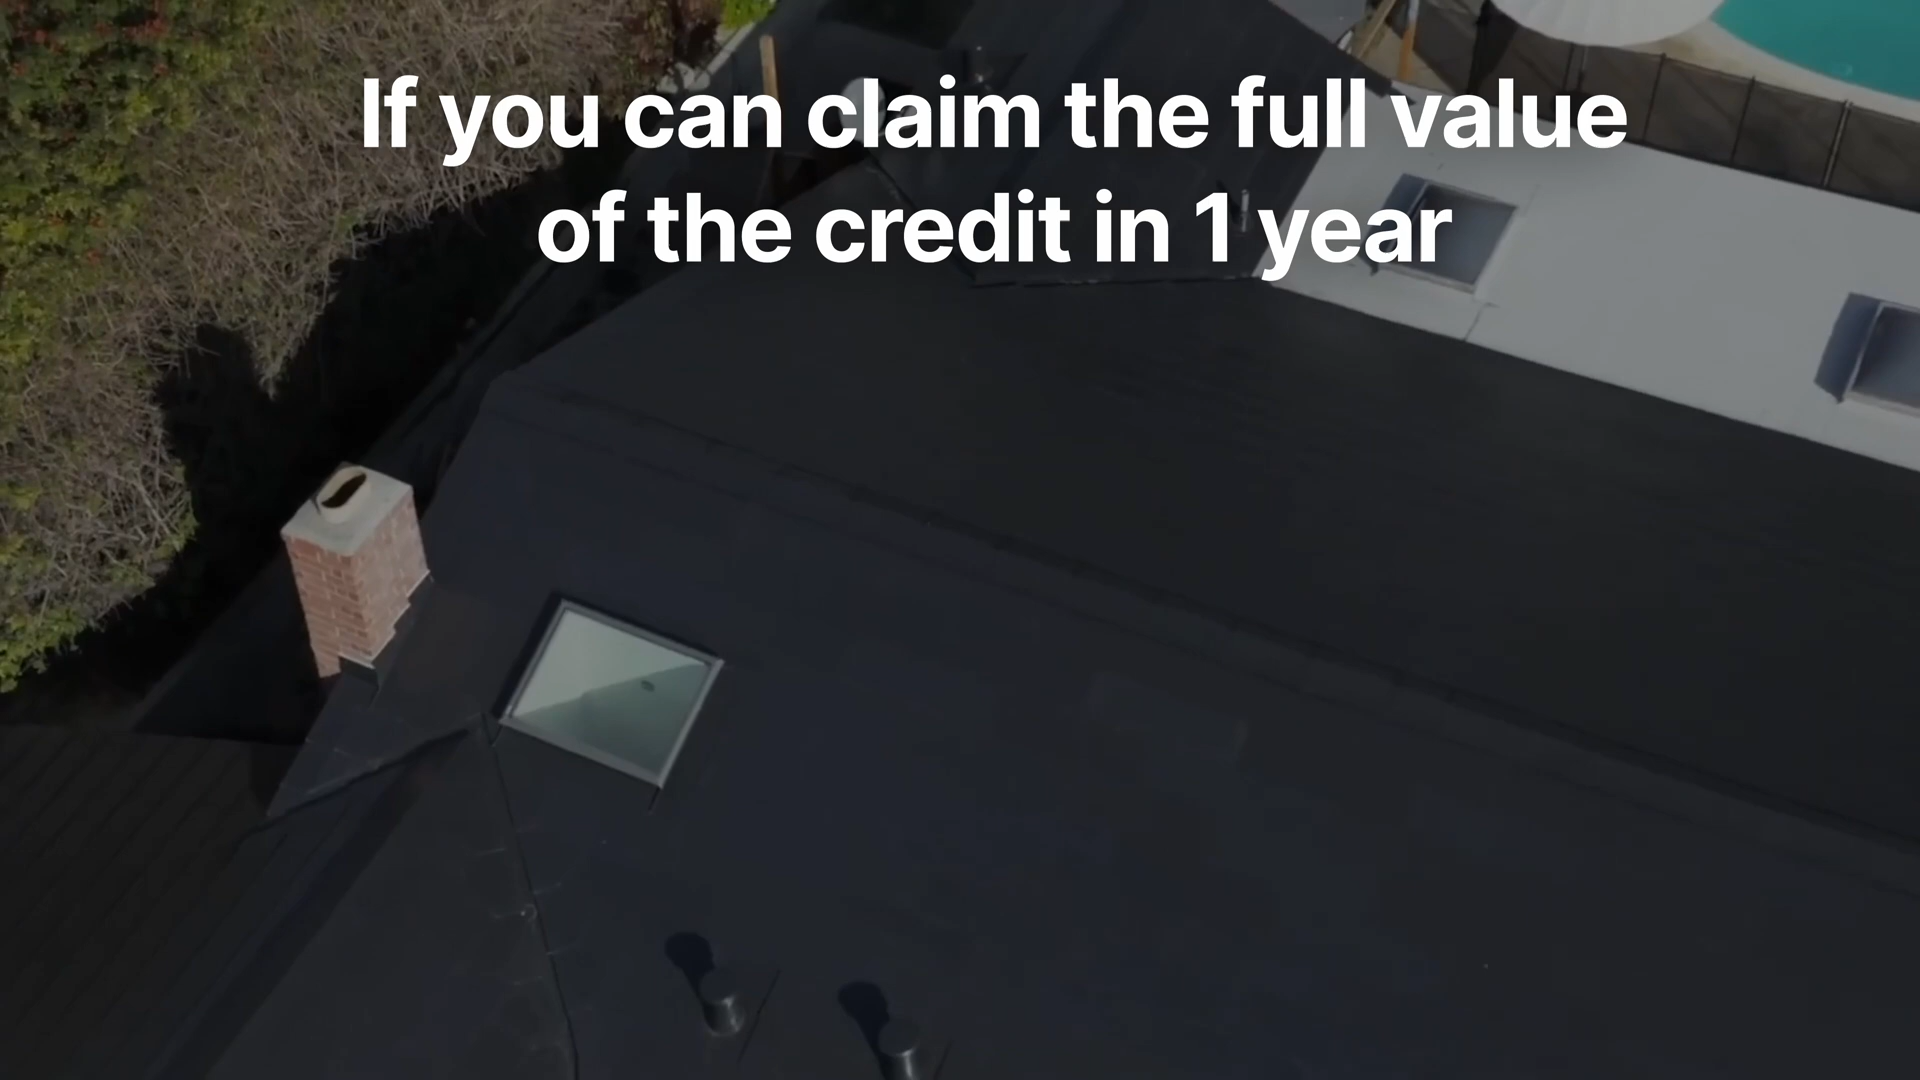 If you can claim the full value
of the credit in 1 year